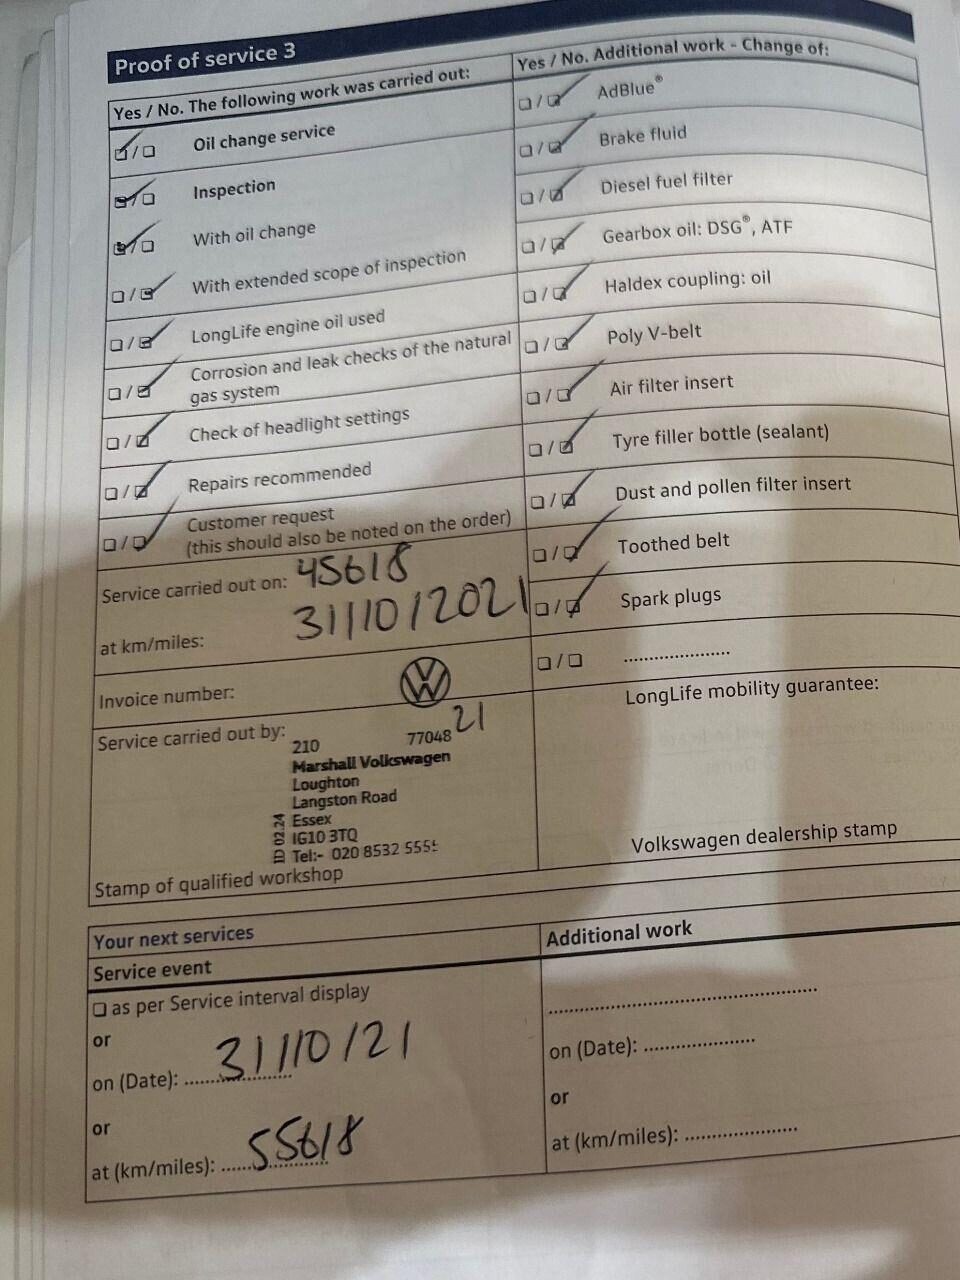 Proof of service 3
Yes / No. The following work was carried out:
Oil change service
Inspection
With oil change
With extended scope of inspection
LongLife engine oil used
Corrosion and leak checks of the natural
gas system
Check of headlight settings
Repairs recommended
Customer request
(this should also be noted on the order)
Service carried out on: 45618
at km/miles: 31/10/2021
Invoice number:
Service carried out by:
21
210 77048
Marshall Volkswagen
Loughton
Langston Road
Essex
IG10 3TQ
Tel:- 020 8532 5555
Stamp of qualified workshop
Yes / No. Additional work - Change of:
AdBlue®
Brake fluid
Diesel fuel filter
Gearbox oil: DSG®, ATF
Haldex coupling: oil
Poly V-belt
Air filter insert
Tyre filler bottle (sealant)
Dust and pollen filter insert
Toothed belt
Spark plugs
....................
LongLife mobility guarantee:
Volkswagen dealership stamp
Your next services
Service event
as per Service interval display
or
on (Date): 31/10/21
or
at (km/miles): 55618
Additional work
..................................................
on (Date): .....................
or
at (km/miles): .....................